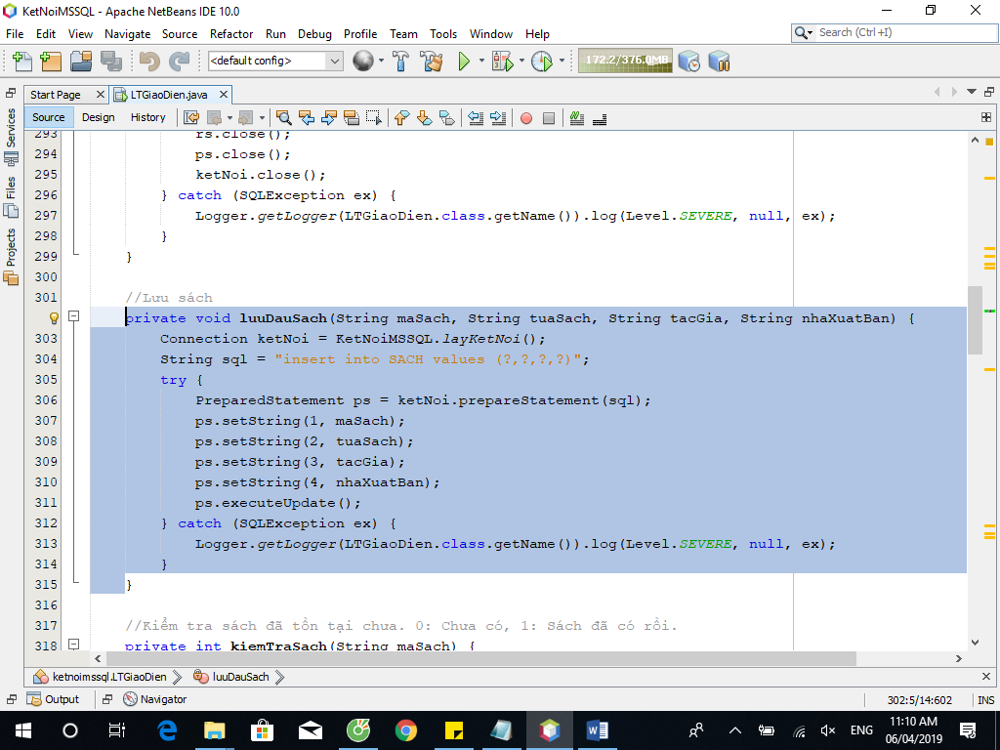 KetNoiMSSQL - Apache NetBeans IDE 10.0
File Edit View Navigate Source Refactor Run Debug Profile Team Tools Window Help
Search (Ctrl+I)
<default config>
172.2/376.0MB
Start Page
LTGiaoDien.java
Source Design History
Services
Files
Projects
293 rs.close();
294 ps.close();
295 ketNoi.close();
296 } catch (SQLException ex) {
297 Logger.getLogger(LTGiaoDien.class.getName()).log(Level.SEVERE, null, ex);
298 }
299 }
300
301 //Lưu sách
private void luuDauSach(String maSach, String tuaSach, String tacGia, String nhaXuatBan) {
303 Connection ketNoi = KetNoiMSSQL.layKetNoi();
304 String sql = "insert into SACH values (?,?,?,?)";
305 try {
306 PreparedStatement ps = ketNoi.prepareStatement(sql);
307 ps.setString(1, maSach);
308 ps.setString(2, tuaSach);
309 ps.setString(3, tacGia);
310 ps.setString(4, nhaXuatBan);
311 ps.executeUpdate();
312 } catch (SQLException ex) {
313 Logger.getLogger(LTGiaoDien.class.getName()).log(Level.SEVERE, null, ex);
314 }
315 }
316
317 //Kiểm tra sách đã tồn tại chưa. 0: Chưa có, 1: Sách đã có rồi.
318 private int kiemTraSach(String maSach) {
ketnoimssql.LTGiaoDien luuDauSach
Output Navigator 302:5/14:602 INS
ENG
11:10 AM
06/04/2019